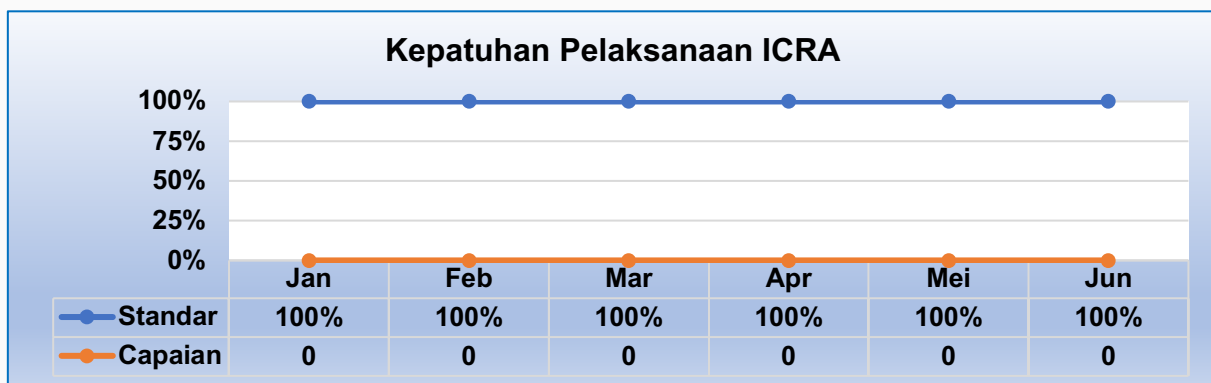 Kepatuhan Pelaksanaan ICRA
100%
75%
50%
25%
0%
Jan Feb Mar Apr Mei Jun
Standar 100% 100% 100% 100% 100% 100%
Capaian 0 0 0 0 0 0